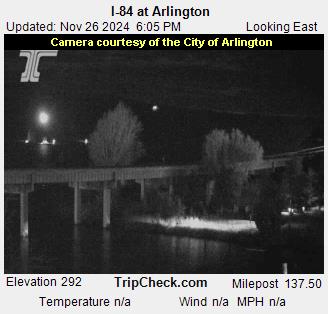 I-84 at Arlington
Updated: Nov 26 2024 6:05 PM Looking East
Camera courtesy of the City of Arlington
Elevation 292 TripCheck.com Milepost 137.50
Temperature n/a Wind n/a MPH n/a